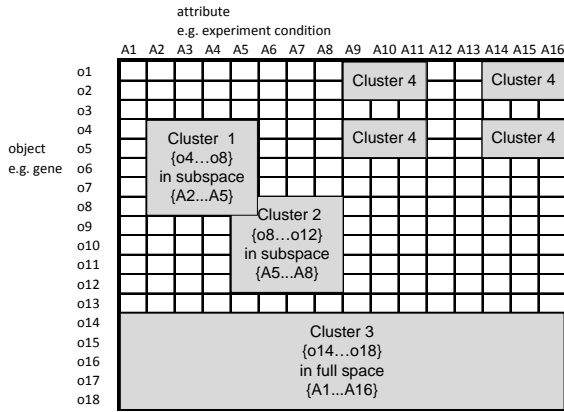 attribute
e.g. experiment condition
A1 A2 A3 A4 A5 A6 A7 A8 A9 A10 A11 A12 A13 A14 A15 A16
o1
Cluster 4 Cluster 4
o2
o3
o4
Cluster 4 Cluster 4
object o5
e.g. gene o6
Cluster 1
{o4...o8}
in subspace
{A2...A5}
o7
o8
Cluster 2
{o8...o12}
in subspace
{A5...A8}
o9
o10
o11
o12
o13
o14
Cluster 3
o15
{o14...o18}
o16
in full space
o17
{A1...A16}
o18